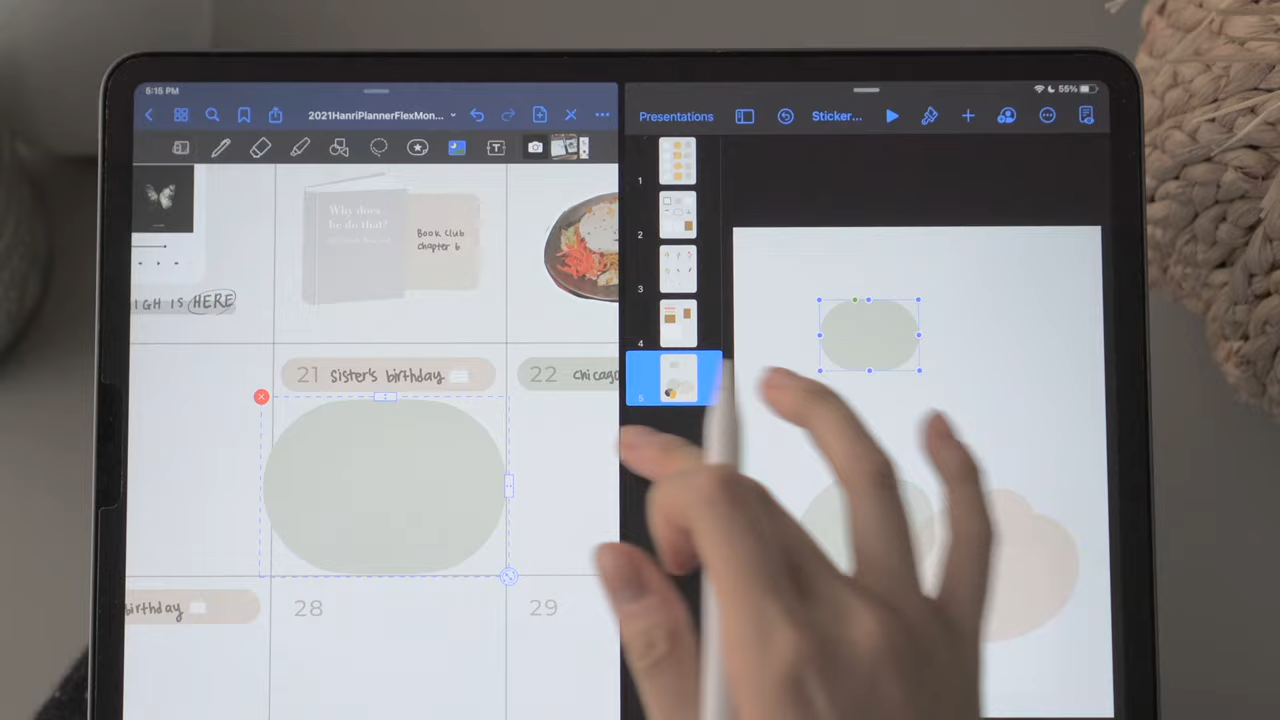 5:15 PM
55%
2021HanriPlannerFlexMon...
Presentations
Sticker...
T
1
2
3
4
5
Why does
he do that?
Book Club
chapter 6
IGH IS HERE
21 sister's birthday
22 chicago
birthday
28
29